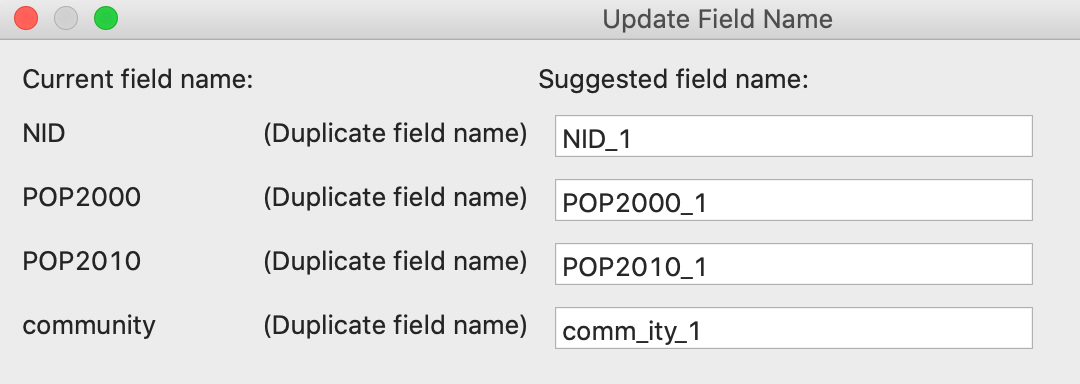 Update Field Name
Current field name: Suggested field name:
NID (Duplicate field name) NID_1
POP2000 (Duplicate field name) POP2000_1
POP2010 (Duplicate field name) POP2010_1
community (Duplicate field name) comm_ity_1